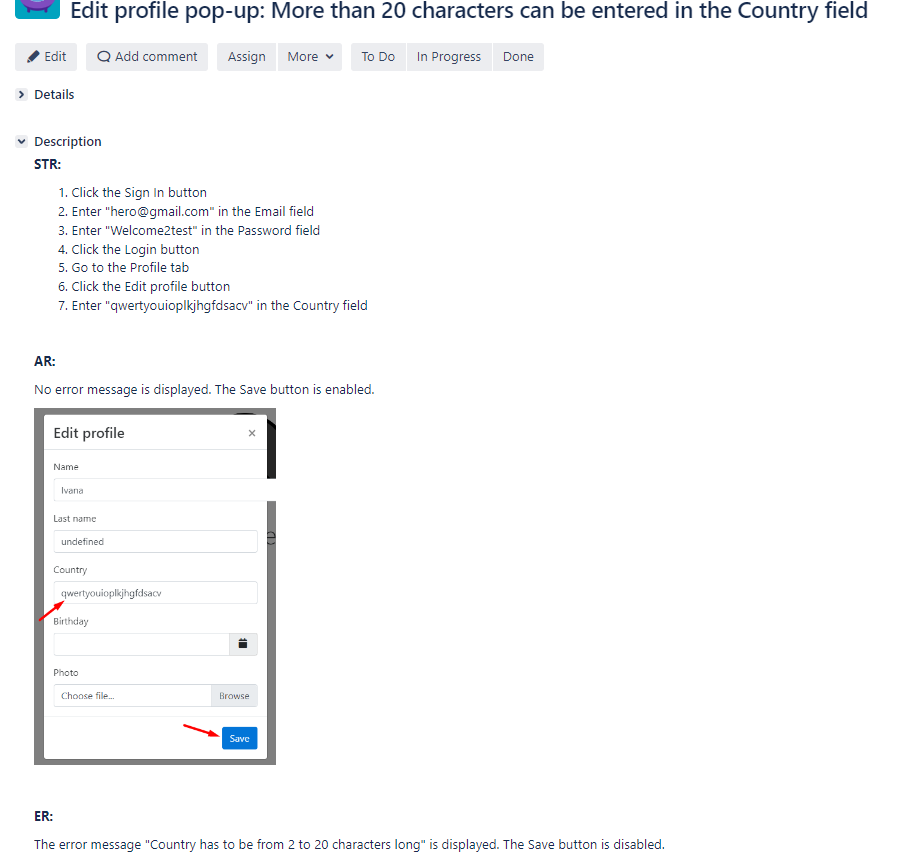 Edit profile pop-up: More than 20 characters can be entered in the Country field
Edit Add comment Assign More To Do In Progress Done
Details
Description
STR:
1. Click the Sign In button
2. Enter "hero@gmail.com" in the Email field
3. Enter "Welcome2test" in the Password field
4. Click the Login button
5. Go to the Profile tab
6. Click the Edit profile button
7. Enter "qwertyouioplkjhgfdsacv" in the Country field
AR:
No error message is displayed. The Save button is enabled.
Edit profile ×
Name
Ivana
Last name
undefined
e
Country
qwertyouioplkjhgfdsacv
Birthday
Photo
Choose file... Browse
Save
ER:
The error message "Country has to be from 2 to 20 characters long" is displayed. The Save button is disabled.